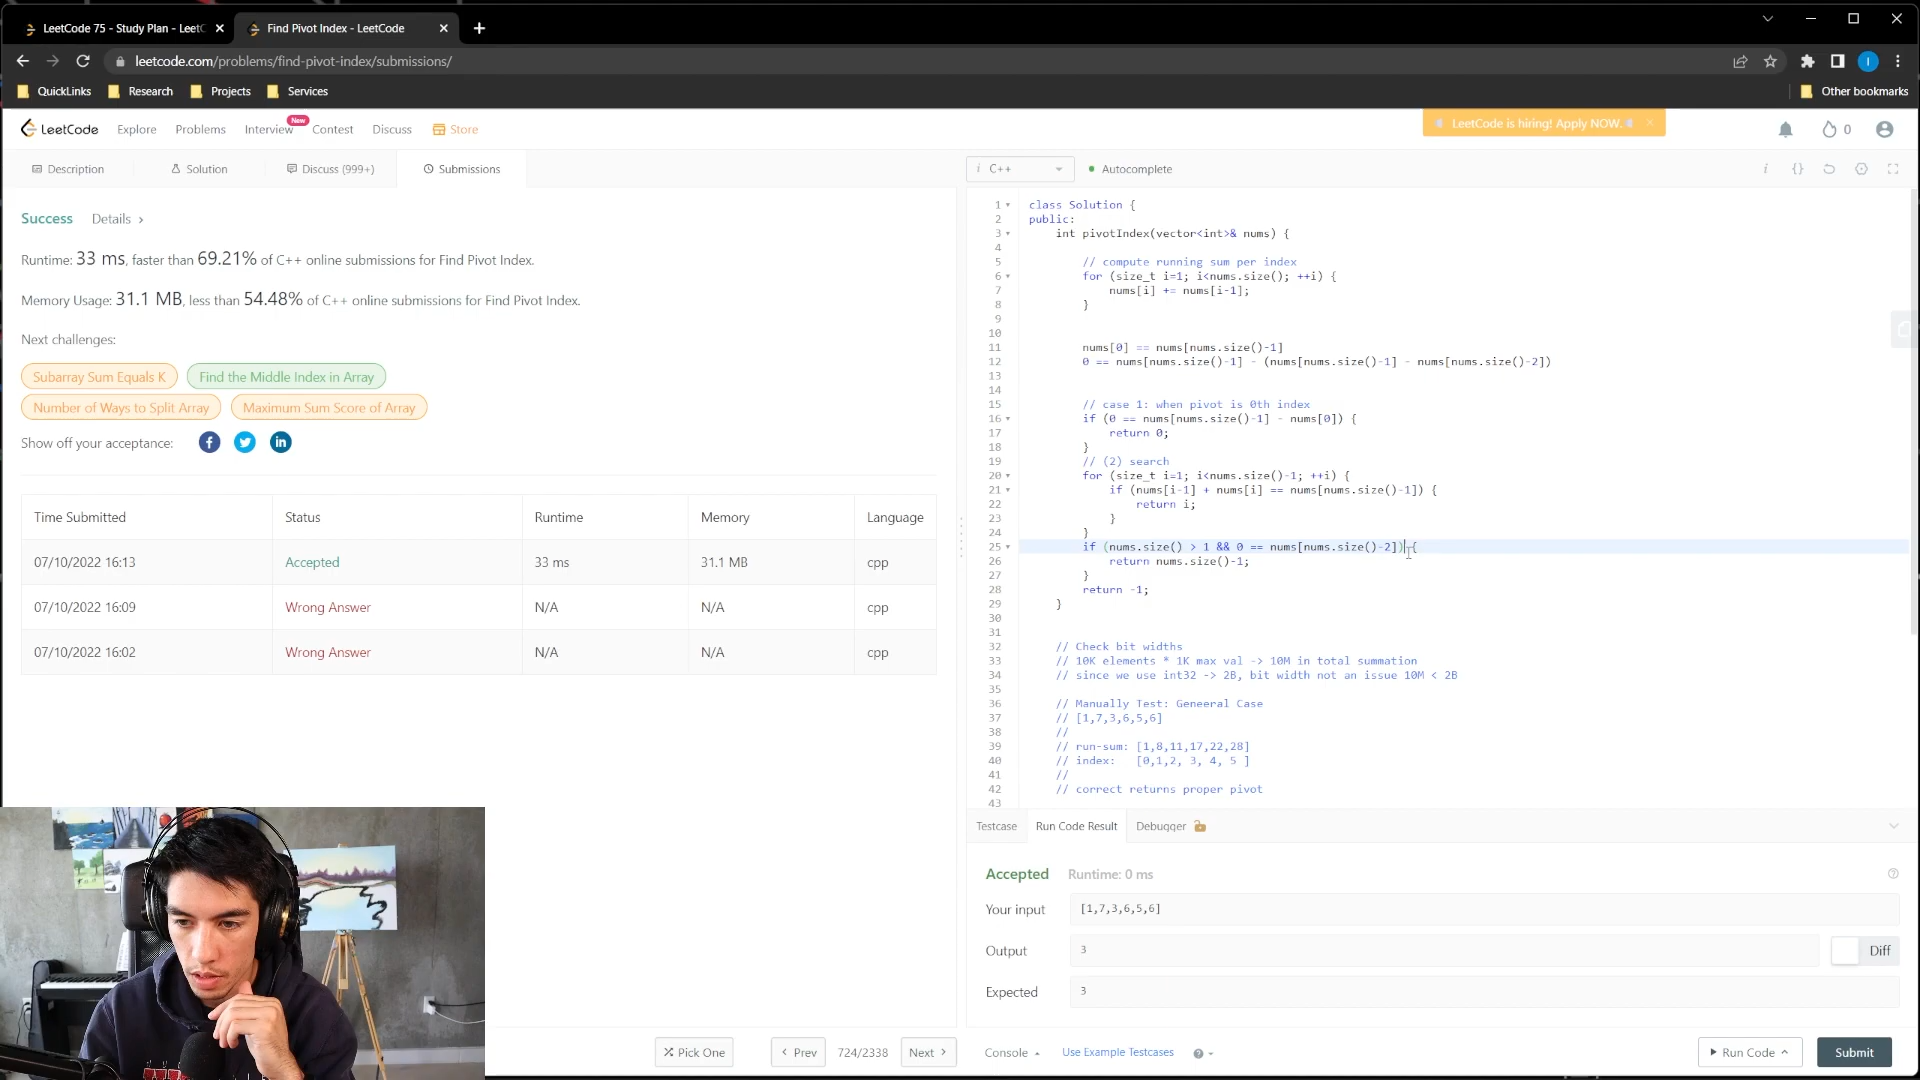 LeetCode 75 - Study Plan - LeetC
Find Pivot Index - LeetCode
leetcode.com/problems/find-pivot-index/submissions/
I
QuickLinks
Research
Projects
Services
Other bookmarks
LeetCode
Explore
Problems
Interview
New
Contest
Discuss
Store
LeetCode is hiring! Apply NOW.
0
Description
Solution
Discuss (999+)
Submissions
i C++
Autocomplete
i
{}
Success
Details
Runtime: 33 ms, faster than 69.21% of C++ online submissions for Find Pivot Index.
Memory Usage: 31.1 MB, less than 54.48% of C++ online submissions for Find Pivot Index.
Next challenges:
Subarray Sum Equals K
Find the Middle Index in Array
Number of Ways to Split Array
Maximum Sum Score of Array
Show off your acceptance:
Time Submitted Status Runtime Memory Language
07/10/2022 16:13 Accepted 33 ms 31.1 MB cpp
07/10/2022 16:09 Wrong Answer N/A N/A cpp
07/10/2022 16:02 Wrong Answer N/A N/A cpp
Pick One
Prev
724/2338
Next
1 class Solution {
2 public:
3 int pivotIndex(vector<int>& nums) {
4
5 // compute running sum per index
6 for (size_t i=1; i<nums.size(); ++i) {
7 nums[i] += nums[i-1];
8 }
9
10
11 nums[0] == nums[nums.size()-1]
12 0 == nums[nums.size()-1] - (nums[nums.size()-1] - nums[nums.size()-2])
13
14
15 // case 1: when pivot is 0th index
16 if (0 == nums[nums.size()-1] - nums[0]) {
17 return 0;
18 }
19 // (2) search
20 for (size_t i=1; i<nums.size()-1; ++i) {
21 if (nums[i-1] + nums[i] == nums[nums.size()-1]) {
22 return i;
23 }
24 }
25 if (nums.size() > 1 && 0 == nums[nums.size()-2]) {
26 return nums.size()-1;
27 }
28 return -1;
29 }
30
31
32 // Check bit widths
33 // 10K elements * 1K max val -> 10M in total summation
34 // since we use int32 -> 2B, bit width not an issue 10M < 2B
35
36 // Manually Test: Geneeral Case
37 // [1,7,3,6,5,6]
38 //
39 // run-sum: [1,8,11,17,22,28]
40 // index: [0,1,2, 3, 4, 5 ]
41 //
42 // correct returns proper pivot
43
Testcase
Run Code Result
Debugger
Accepted
Runtime: 0 ms
Your input
[1,7,3,6,5,6]
Output
3
Diff
Expected
3
Console
Use Example Testcases
Run Code
Submit